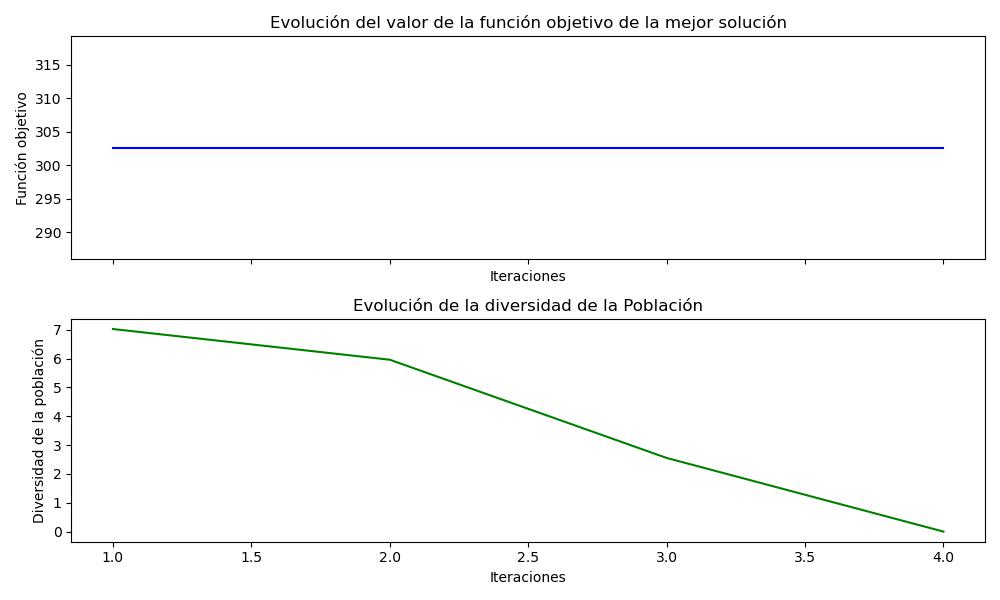 Evolución del valor de la función objetivo de la mejor solución
Función objetivo
315
310
305
300
295
290
Iteraciones
Evolución de la diversidad de la Población
Diversidad de la población
7
6
5
4
3
2
1
0
1.0 1.5 2.0 2.5 3.0 3.5 4.0
Iteraciones